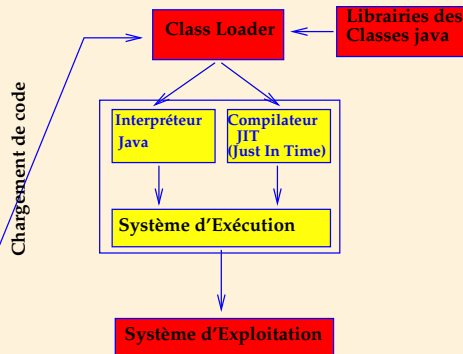 Librairies des
Classes java
Class Loader
Chargement de code
Interpréteur
Java
Compilateur
JIT
(Just In Time)
Système d'Exécution
Système d'Exploitation